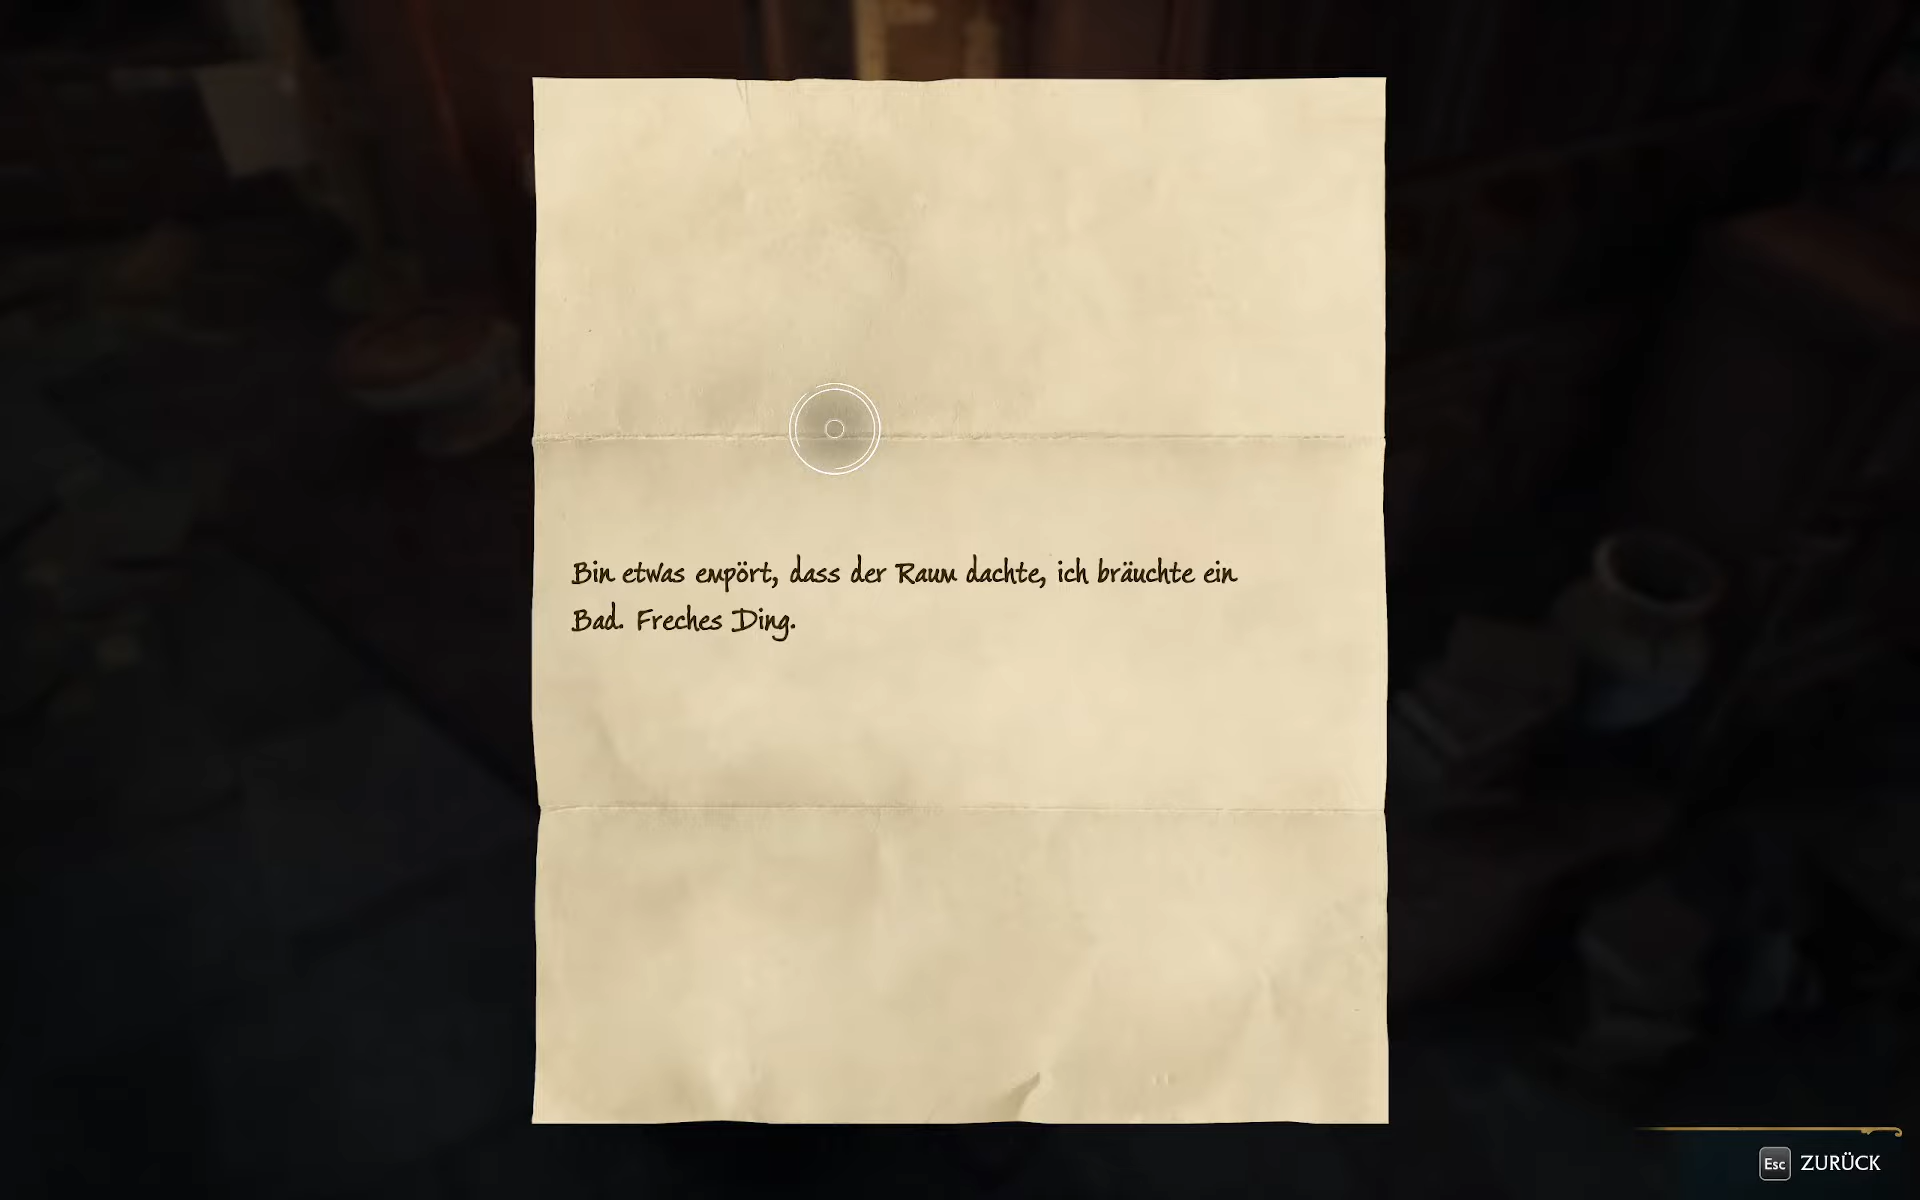 Bin etwas empört, dass der Raum dachte, ich bräuchte ein
Bad. Freches Ding.
Esc ZURÜCK